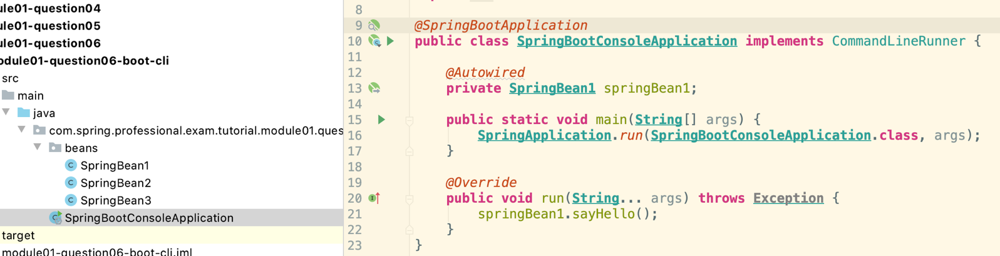 ule01-question04
ule01-question05
ule01-question06
odule01-question06-boot-cli
src
main
java
com.spring.professional.exam.tutorial.module01.ques
beans
SpringBean1
SpringBean2
SpringBean3
SpringBootConsoleApplication
target
module01-question06-boot-cli.iml
8
9 @SpringBootApplication
10 public class SpringBootConsoleApplication implements CommandLineRunner {
11
12 @Autowired
13 private SpringBean1 springBean1;
14
15 public static void main(String[] args) {
16 SpringApplication.run(SpringBootConsoleApplication.class, args);
17 }
18
19 @Override
20 public void run(String... args) throws Exception {
21 springBean1.sayHello();
22 }
23 }